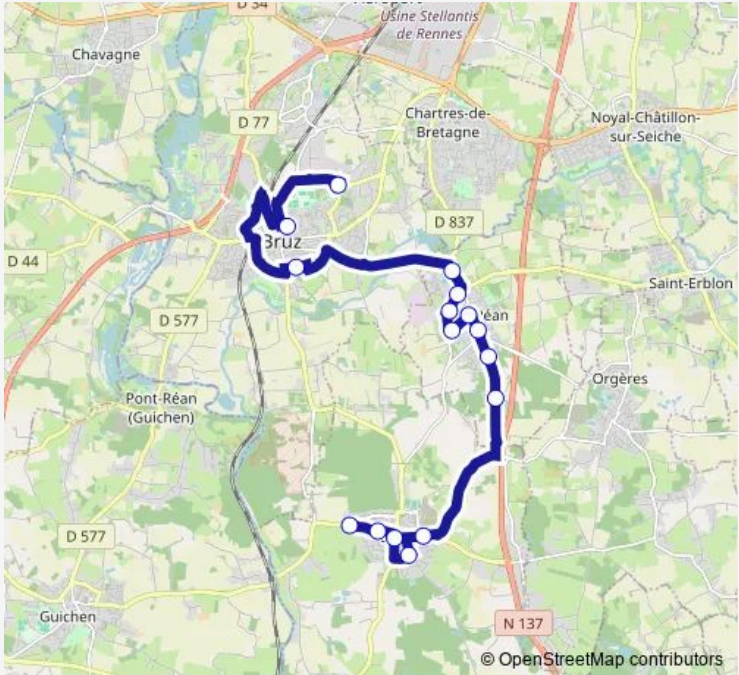 D 34
Usine Stellantis
de Rennes
Chavagne
Chartres-de-
Bretagne
Noyal-Châtillon-
sur-Seiche
D 77
D 837
Bruz
D 44
Saint-Erblon
D 577
éan
Orgères
Pont-Réan
(Guichen)
D 577
Guichen
N 137
© OpenStreetMap contributors